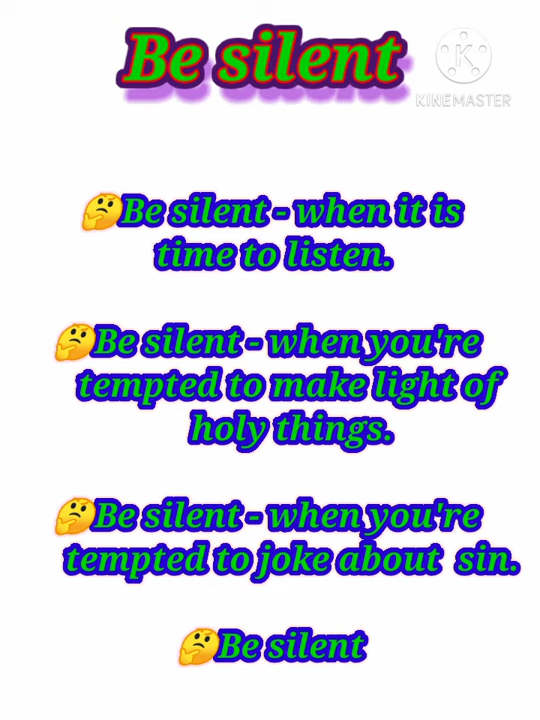 Be silent
K
KINEMASTER
🤔Be silent - when it is
time to listen.
🤔Be silent - when you're
tempted to make light of
holy things.
🤔Be silent - when you're
tempted to joke about  sin.
🤔Be silent